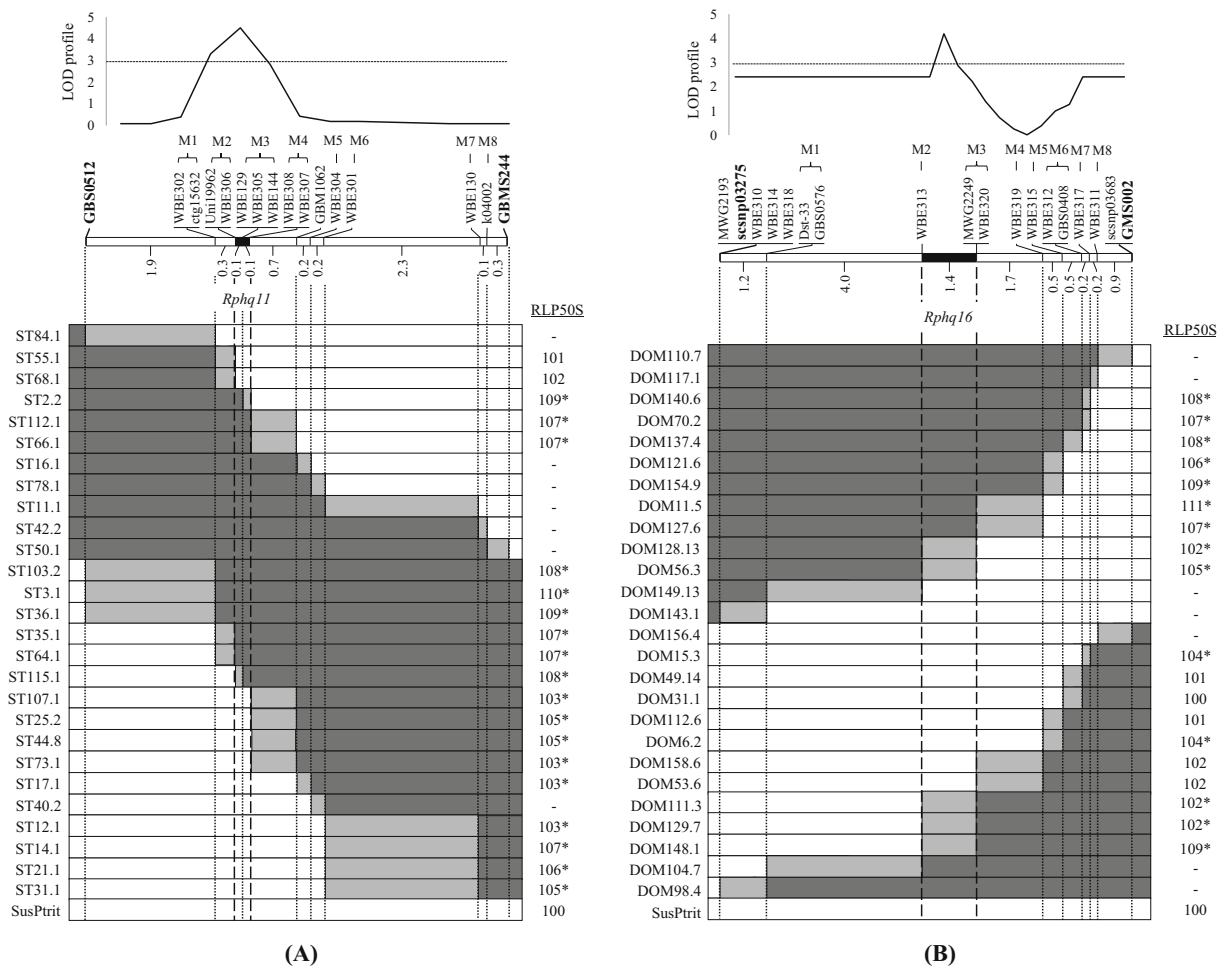 LOD profile
5
4
3
2
1
0
M1
M2
M3
M4
M5
M6
M7
M8
GBS0512
WBE302
ctg15632
Uni19962
WBE306
WBE129
WBE305
WBE144
WBE308
WBE307
GBM1062
WBE304
WBE301
WBE130
k04002
GBMS244
1.9
0.3
0.1
0.1
0.7
0.2
0.2
2.3
0.1
0.3
Rphq11
RLP50S
ST84.1 -
ST55.1 101
ST68.1 102
ST2.2 109*
ST112.1 107*
ST66.1 107*
ST16.1 -
ST78.1 -
ST11.1 -
ST42.2 -
ST50.1 -
ST103.2 108*
ST3.1 110*
ST36.1 109*
ST35.1 107*
ST64.1 107*
ST115.1 108*
ST107.1 103*
ST25.2 105*
ST44.8 105*
ST73.1 103*
ST17.1 103*
ST40.2 -
ST12.1 103*
ST14.1 107*
ST21.1 106*
ST31.1 105*
SusPtrit 100
(A)
LOD profile
5
4
3
2
1
0
M1
M2
M3
M4
M5
M6
M7
M8
MWG2193
scsnp03275
WBE310
WBE314
WBE318
Dst-33
GBS0576
WBE313
MWG2249
WBE320
WBE319
WBE315
WBE312
GBS0408
WBE317
WBE311
scsnp03683
GMS002
1.2
4.0
1.4
1.7
0.5
0.5
0.2
0.2
0.9
Rphq16
RLP50S
DOM110.7 -
DOM117.1 -
DOM140.6 108*
DOM70.2 107*
DOM137.4 108*
DOM121.6 106*
DOM154.9 109*
DOM11.5 111*
DOM127.6 107*
DOM128.13 102*
DOM56.3 105*
DOM149.13 -
DOM143.1 -
DOM156.4 -
DOM15.3 104*
DOM49.14 101
DOM31.1 100
DOM112.6 101
DOM6.2 104*
DOM158.6 102
DOM53.6 102
DOM111.3 102*
DOM129.7 102*
DOM148.1 109*
DOM104.7 -
DOM98.4 -
SusPtrit 100
(B)